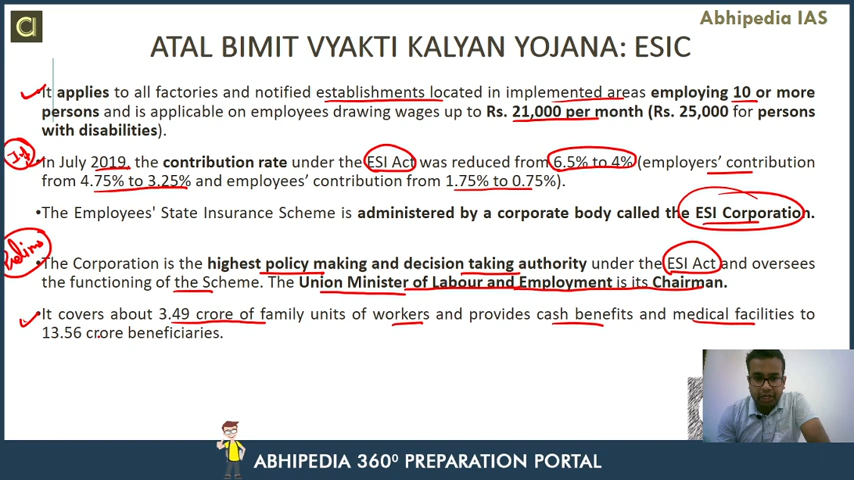 Abhipedia IAS
ATAL BIMIT VYAKTI KALYAN YOJANA: ESIC
It applies to all factories and notified establishments located in implemented areas employing 10 or more
persons and is applicable on employees drawing wages up to Rs. 21,000 per month (Rs. 25,000 for persons
with disabilities).
•In July 2019, the contribution rate under the ESI Act was reduced from 6.5% to 4% (employers' contribution
from 4.75% to 3.25% and employees' contribution from 1.75% to 0.75%).
•The Employees' State Insurance Scheme is administered by a corporate body called the ESI Corporation.
Prelims
•The Corporation is the highest policy making and decision taking authority under the ESI Act and oversees
the functioning of the Scheme. The Union Minister of Labour and Employment is its Chairman.
•It covers about 3.49 crore of family units of workers and provides cash benefits and medical facilities to
13.56 crore beneficiaries.
ABHIPEDIA 360⁰ PREPARATION PORTAL